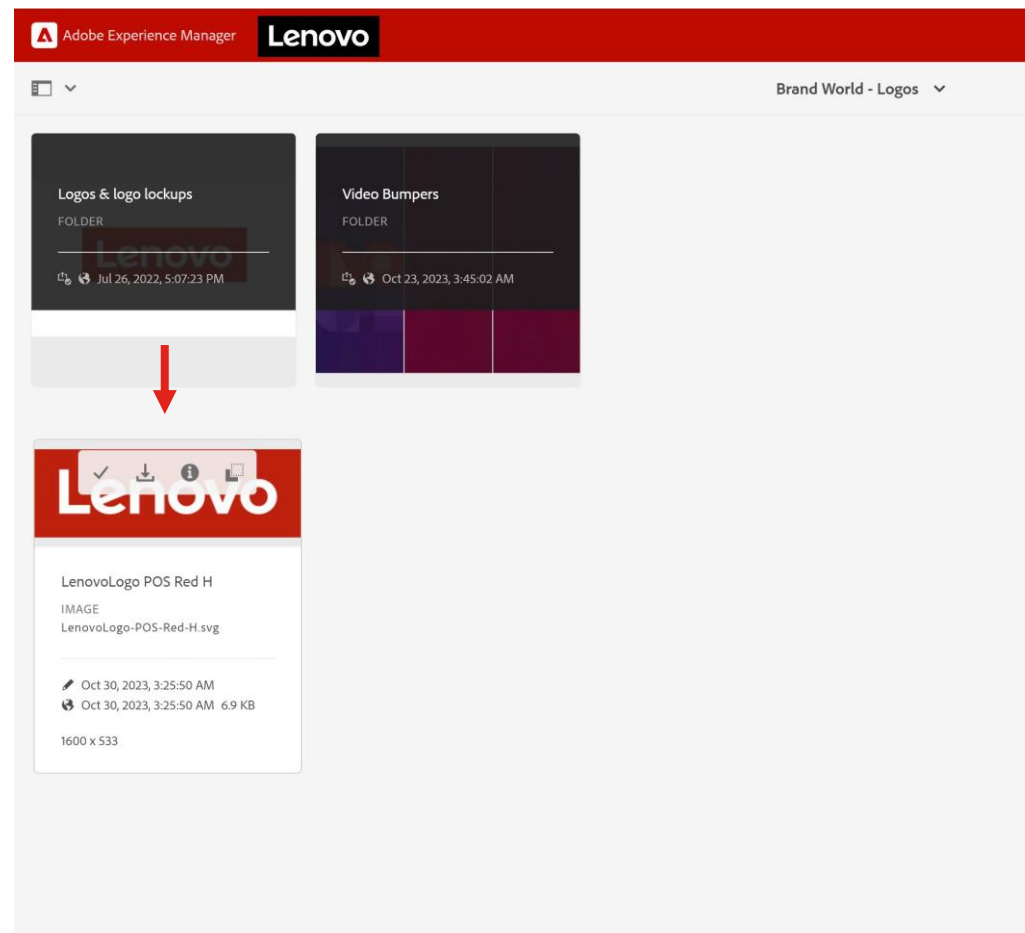 Adobe Experience Manager
Lenovo
Brand World - Logos
Logos & logo lockups
FOLDER
Lenovo
Jul 26, 2022, 5:07:23 PM
Video Bumpers
FOLDER
Oct 23, 2023, 3:45:02 AM
Lenovo
LenovoLogo POS Red H
IMAGE
LenovoLogo-POS-Red-H.svg
Oct 30, 2023, 3:25:50 AM
Oct 30, 2023, 3:25:50 AM 6.9 KB
1600 x 533